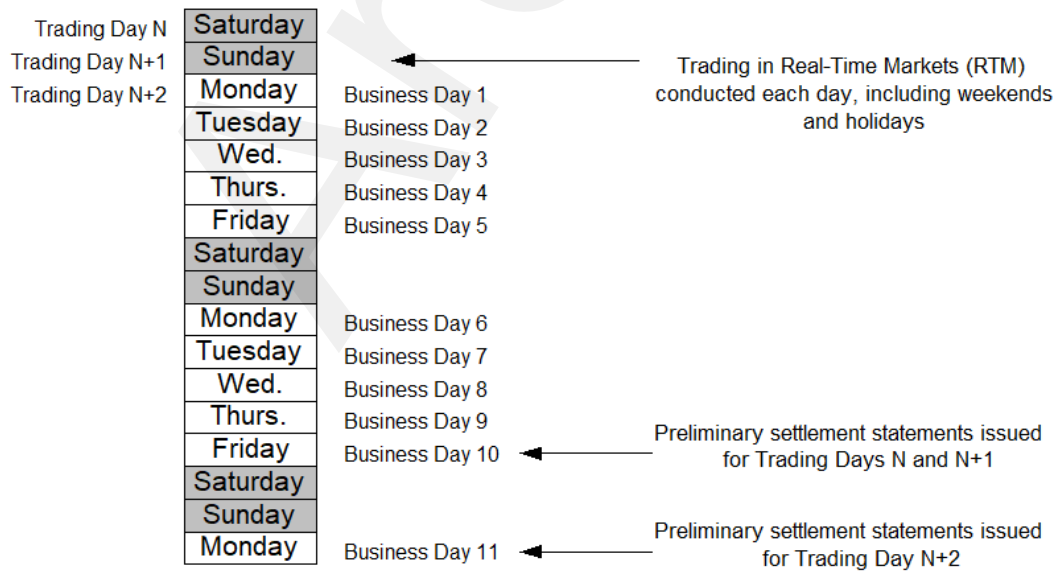 Trading Day N Saturday
Trading Day N+1 Sunday
Trading in Real-Time Markets (RTM)
conducted each day, including weekends
and holidays
Trading Day N+2 Monday Business Day 1
Tuesday Business Day 2
Wed. Business Day 3
Thurs. Business Day 4
Friday Business Day 5
Saturday
Sunday
Monday Business Day 6
Tuesday Business Day 7
Wed. Business Day 8
Thurs. Business Day 9
Friday Business Day 10
Preliminary settlement statements issued
for Trading Days N and N+1
Saturday
Sunday
Monday Business Day 11
Preliminary settlement statements issued
for Trading Day N+2